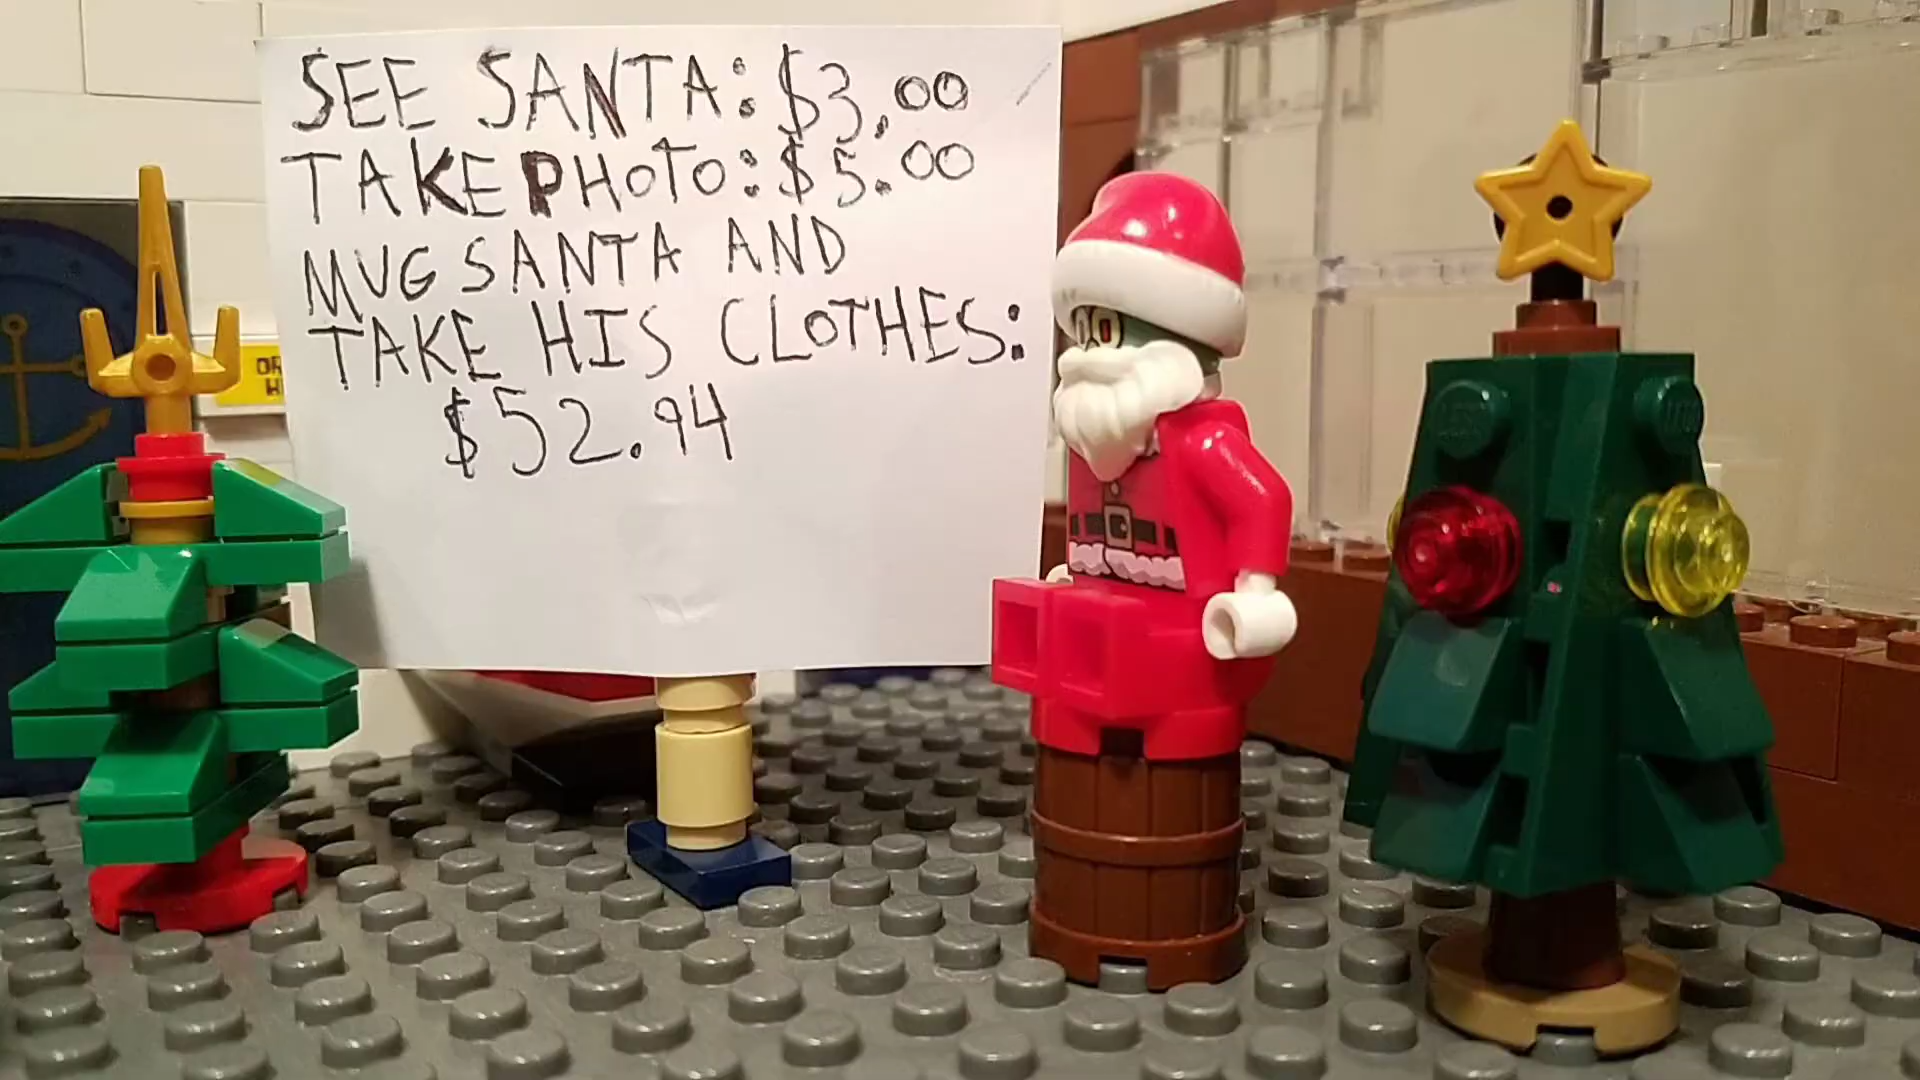 SEE SANTA: $3.00
TAKE PHOTO: $5.00
MUG SANTA AND
TAKE HIS CLOTHES:
$52.94